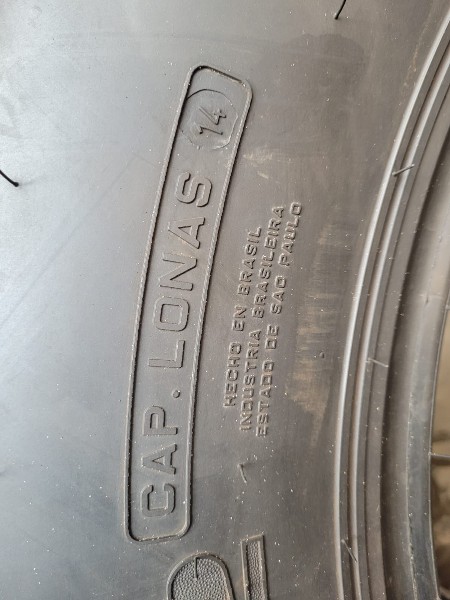 CAP. LONAS 14
HECHO EN BRASIL
INDUSTRIA BRASILEIRA
ESTADO DE SAO PAULO